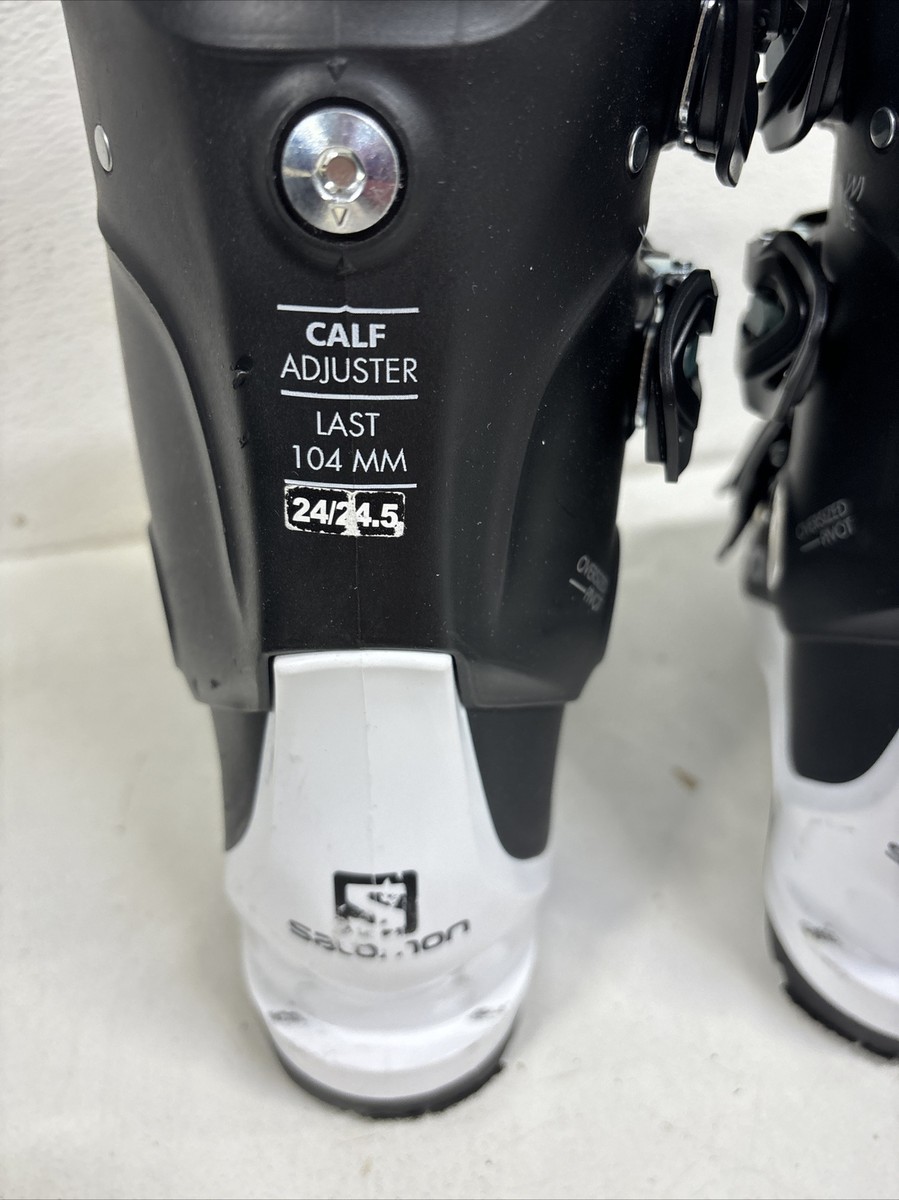 CALF
ADJUSTER
LAST
104 MM
24/24.5
OVERSIZED
PIVOT
OVERSIZED
PIVOT
S
salomon